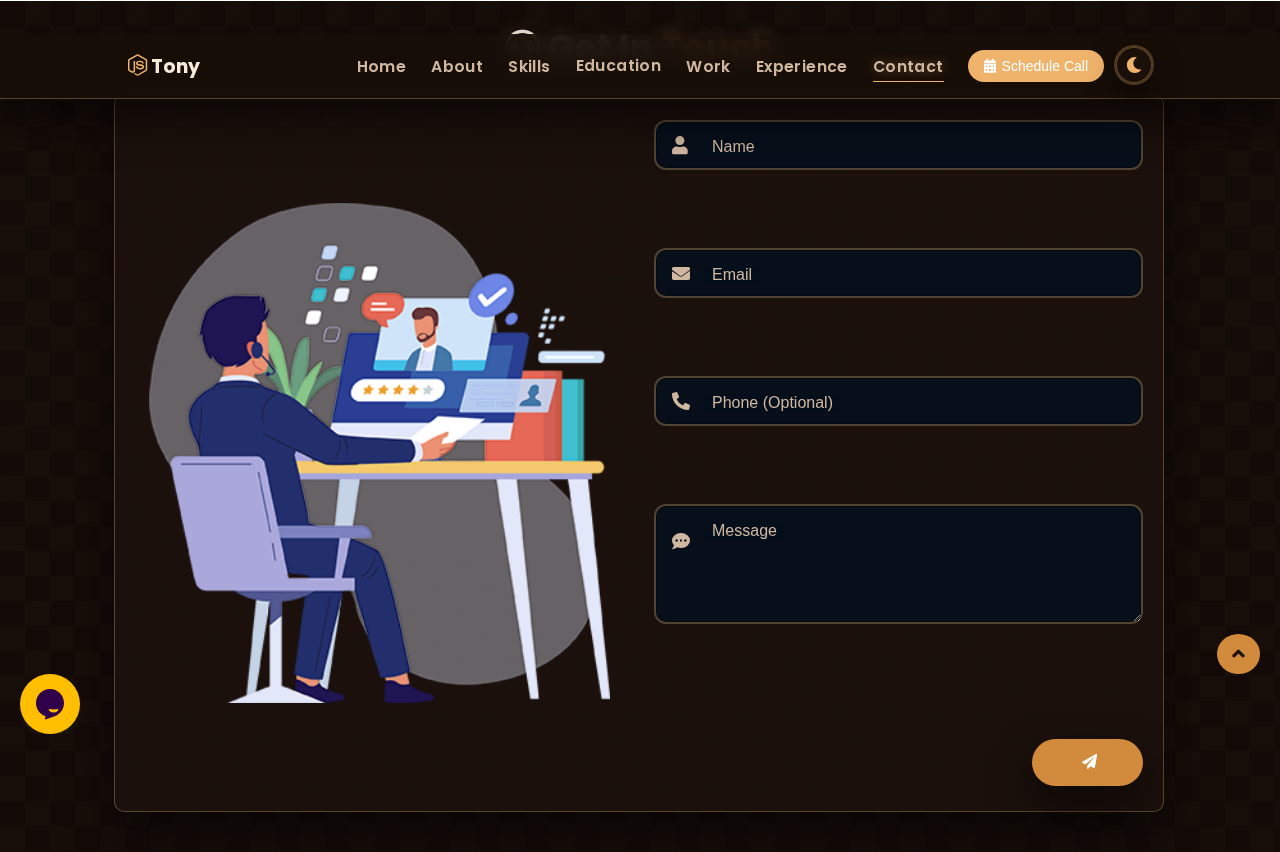 Get In Touch
Tony
Home
About
Skills
Education
Work
Experience
Contact
Schedule Call
Name
Email
Phone (Optional)
Message